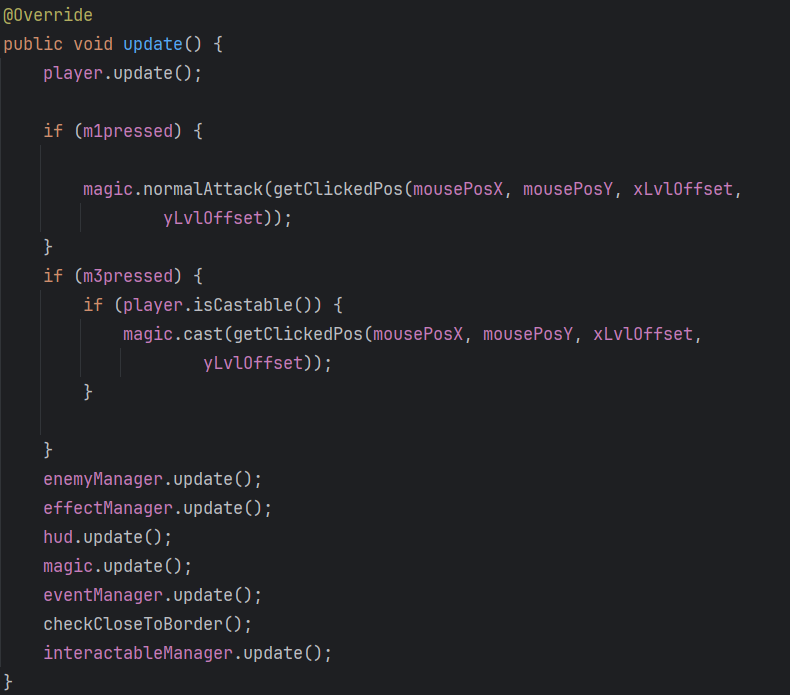 @Override
public void update() {
    player.update();

    if (m1pressed) {

        magic.normalAttack(getClickedPos(mousePosX, mousePosY, xLvlOffset,
                yLvlOffset));
    }
    if (m3pressed) {
        if (player.isCastable()) {
            magic.cast(getClickedPos(mousePosX, mousePosY, xLvlOffset,
                    yLvlOffset));
        }

    }
    enemyManager.update();
    effectManager.update();
    hud.update();
    magic.update();
    eventManager.update();
    checkCloseToBorder();
    interactableManager.update();
}